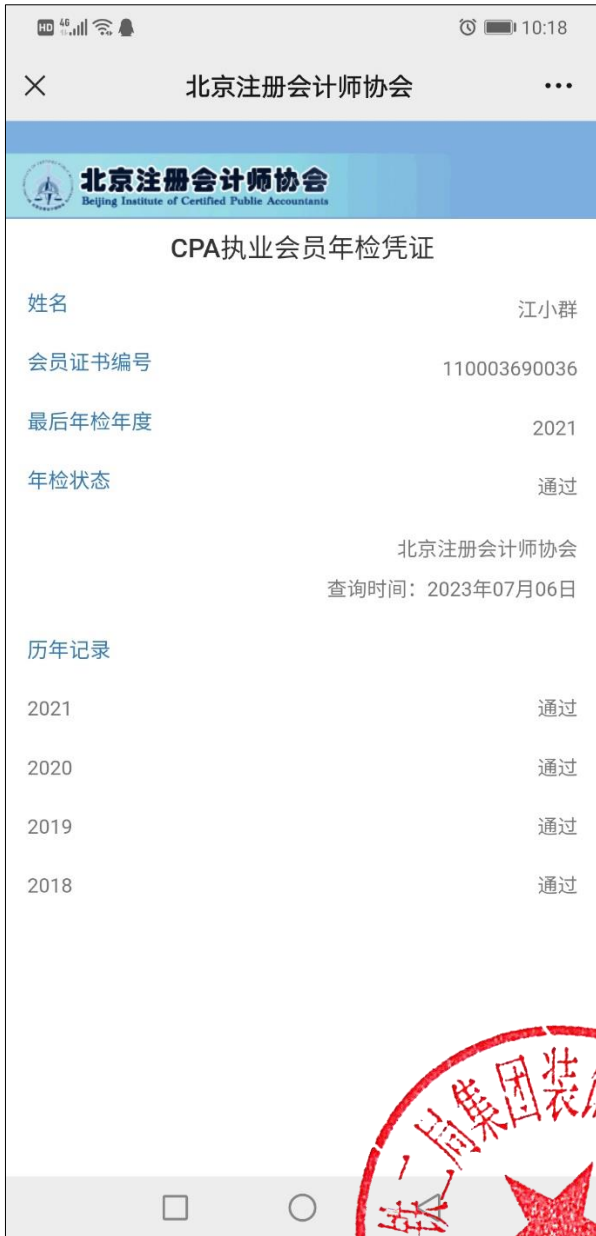 HD 46 10:18
北京注册会计师协会
北京注册会计师协会
Beijing Institute of Certified Public Accountants
CPA执业会员年检凭证
姓名 江小群
会员证书编号 110003690036
最后年检年度 2021
年检状态 通过
北京注册会计师协会
查询时间：2023年07月06日
历年记录
2021 通过
2020 通过
2019 通过
2018 通过
二局集团装